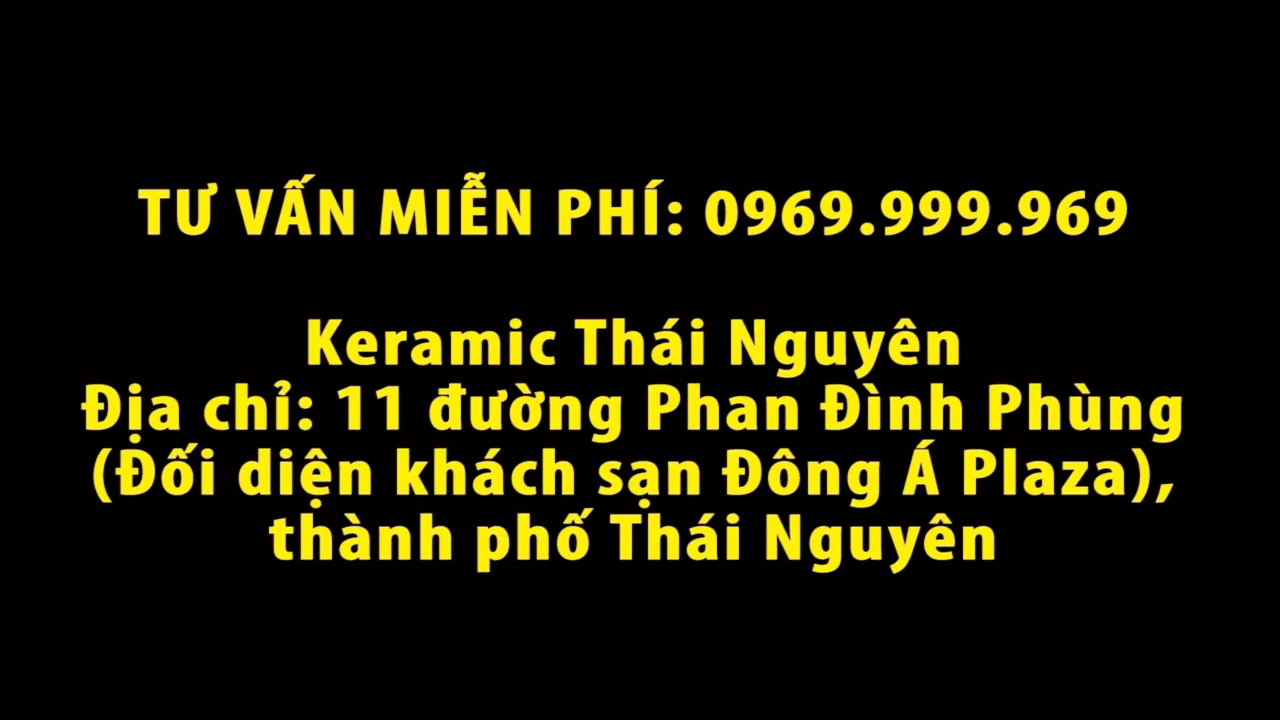 TƯ VẤN MIỄN PHÍ: 0969.999.969
Keramic Thái Nguyên
Địa chỉ: 11 đường Phan Đình Phùng
(Đối diện khách sạn Đông Á Plaza),
thành phố Thái Nguyên